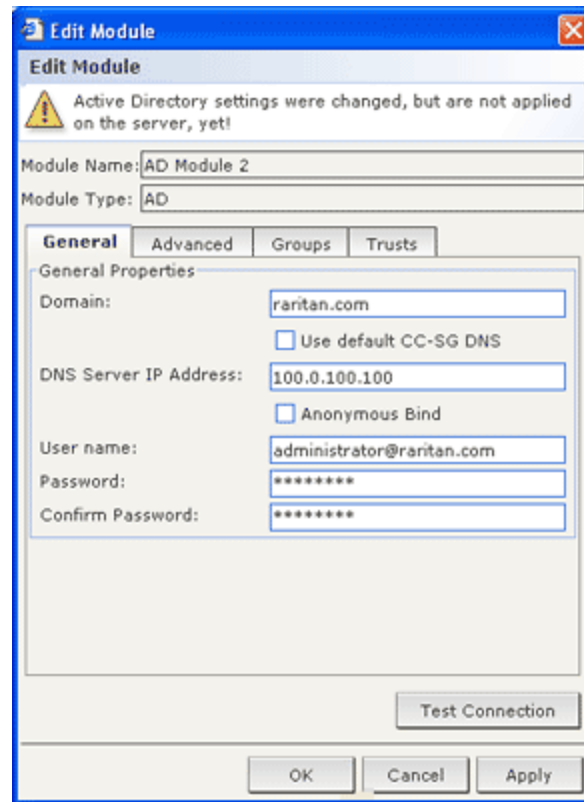 Edit Module
Edit Module
Active Directory settings were changed, but are not applied
on the server, yet!
Module Name: AD Module 2
Module Type: AD
General Advanced Groups Trusts
General Properties
Domain: raritan.com
Use default CC-SG DNS
DNS Server IP Address: 100.0.100.100
Anonymous Bind
User name: administrator@raritan.com
Password: ********
Confirm Password: ********
Test Connection
OK Cancel Apply